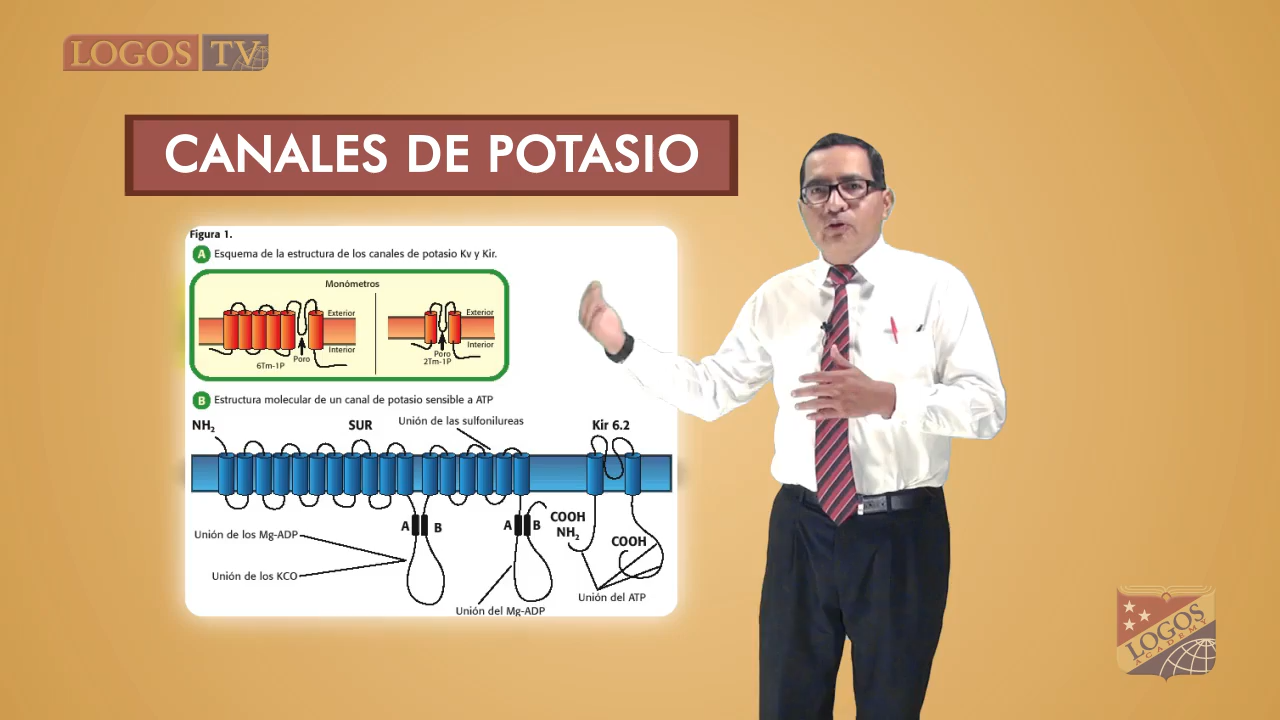 LOGOS TV
CANALES DE POTASIO
Figura 1.
A Esquema de la estructura de los canales de potasio Kv y Kir.
Monómetros
Exterior
Interior
Poro
6Tm-1P
Exterior
Interior
Poro
2Tm-1P
B Estructura molecular de un canal de potasio sensible a ATP
NH2
SUR
Unión de las sulfonilureas
Kir 6.2
A
B
A
B
COOH
NH2
COOH
Unión de los Mg-ADP
Unión de los KCO
Unión del Mg-ADP
Unión del ATP
LOGOS
ACADEMY